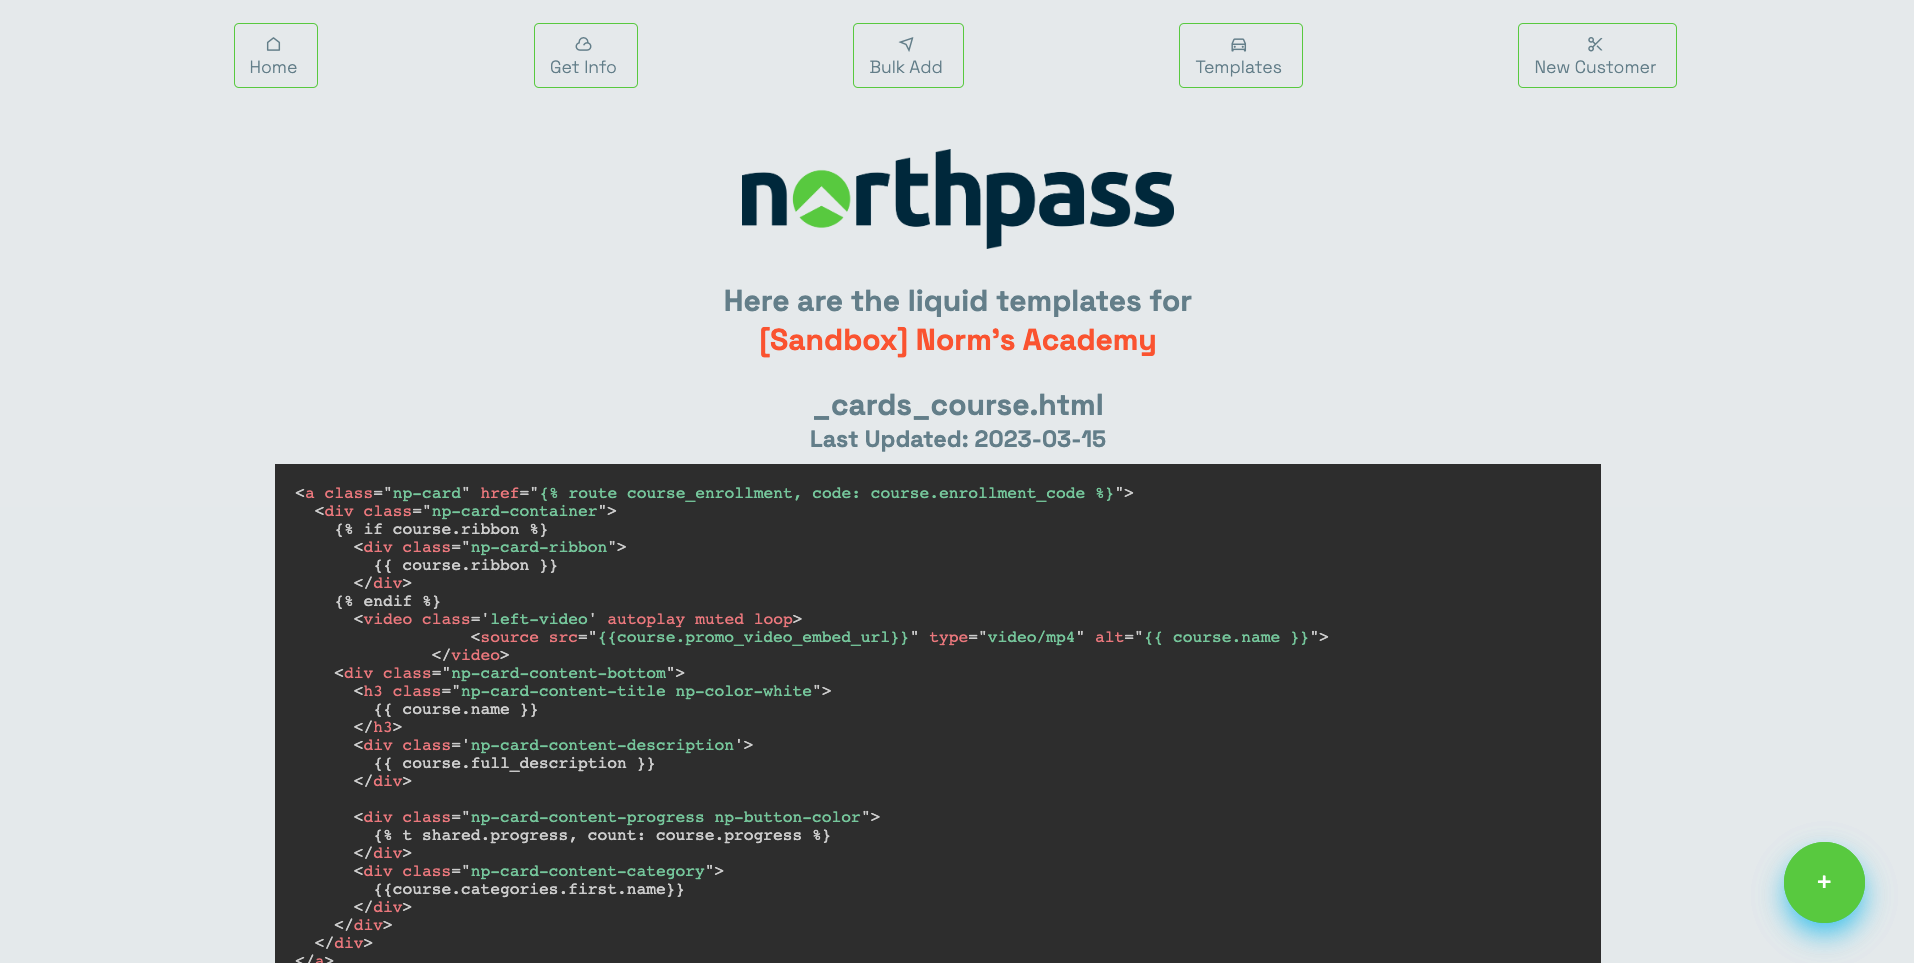 Home
Get Info
Bulk Add
Templates
New Customer
northpass
Here are the liquid templates for
[Sandbox] Norm's Academy
_cards_course.html
Last Updated: 2023-03-15
<a class="np-card" href="{% route course_enrollment, code: course.enrollment_code %}">
  <div class="np-card-container">
    {% if course.ribbon %}
      <div class="np-card-ribbon">
        {{ course.ribbon }}
      </div>
    {% endif %}
      <video class='left-video' autoplay muted loop>
                  <source src="{{course.promo_video_embed_url}}" type="video/mp4" alt="{{ course.name }}">
              </video>
    <div class="np-card-content-bottom">
      <h3 class="np-card-content-title np-color-white">
        {{ course.name }}
      </h3>
      <div class='np-card-content-description'>
        {{ course.full_description }}
      </div>

      <div class="np-card-content-progress np-button-color">
        {% t shared.progress, count: course.progress %}
      </div>
      <div class="np-card-content-category">
        {{course.categories.first.name}}
      </div>
    </div>
  </div>
</a>
+